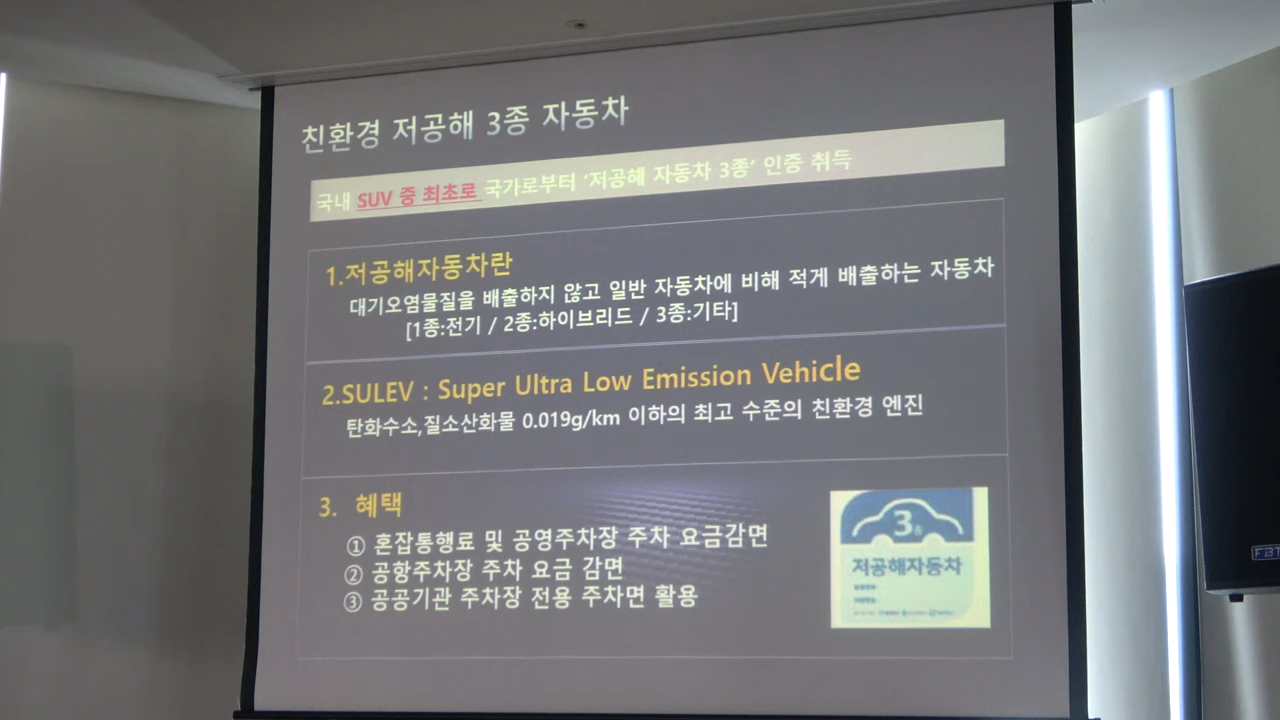 친환경 저공해 3종 자동차
국내 SUV 중 최초로 국가로부터 '저공해 자동차 3종' 인증 취득
1.저공해자동차란
대기오염물질을 배출하지 않고 일반 자동차에 비해 적게 배출하는 자동차
[1종:전기 / 2종:하이브리드 / 3종:기타]
2.SULEV : Super Ultra Low Emission Vehicle
탄화수소,질소산화물 0.019g/km 이하의 최고 수준의 친환경 엔진
3. 혜택
① 혼잡통행료 및 공영주차장 주차 요금감면
② 공항주차장 주차 요금 감면
③ 공공기관 주차장 전용 주차면 활용
3종
저공해자동차
FBT